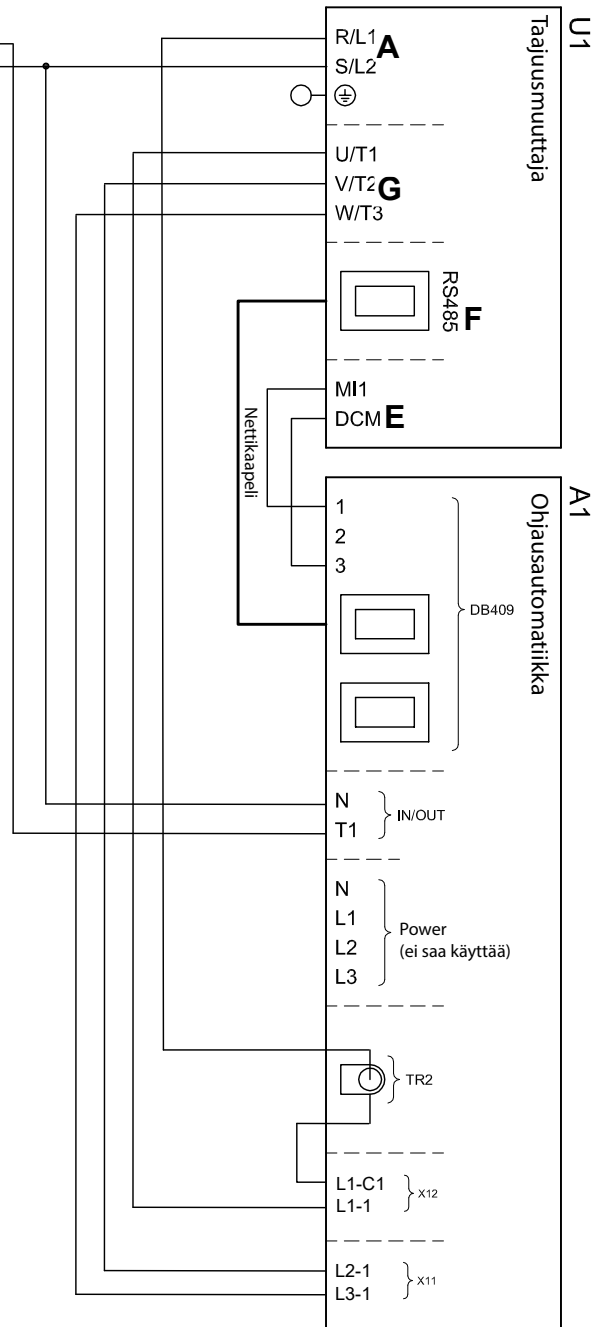 U1
Taajuusmuuttaja
R/L1 A
S/L2
U/T1
V/T2 G
W/T3
RS485 F
MI1
DCM E
Nettikaapeli
A1
Ohjausautomatiikka
1
2
3
DB409
N
T1
IN/OUT
N
L1
L2
L3
Power
(ei saa käyttää)
TR2
L1-C1
L1-1
X12
L2-1
L3-1
X11